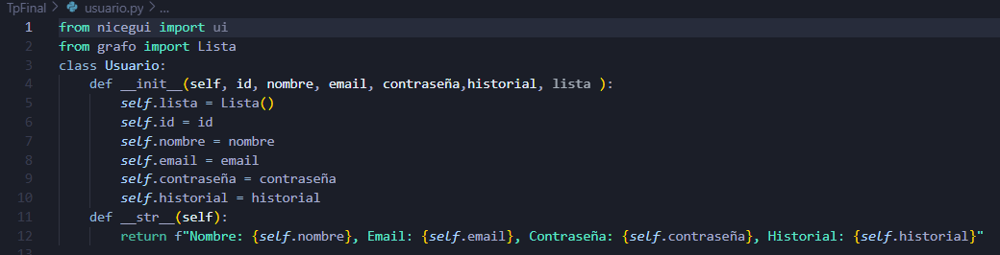 TpFinal > usuario.py > ...
1 from nicegui import ui
2 from grafo import Lista
3 class Usuario:
4     def __init__(self, id, nombre, email, contraseña,historial, lista ):
5         self.lista = Lista()
6         self.id = id
7         self.nombre = nombre
8         self.email = email
9         self.contraseña = contraseña
10         self.historial = historial
11     def __str__(self):
12         return f"Nombre: {self.nombre}, Email: {self.email}, Contraseña: {self.contraseña}, Historial: {self.historial}"
13